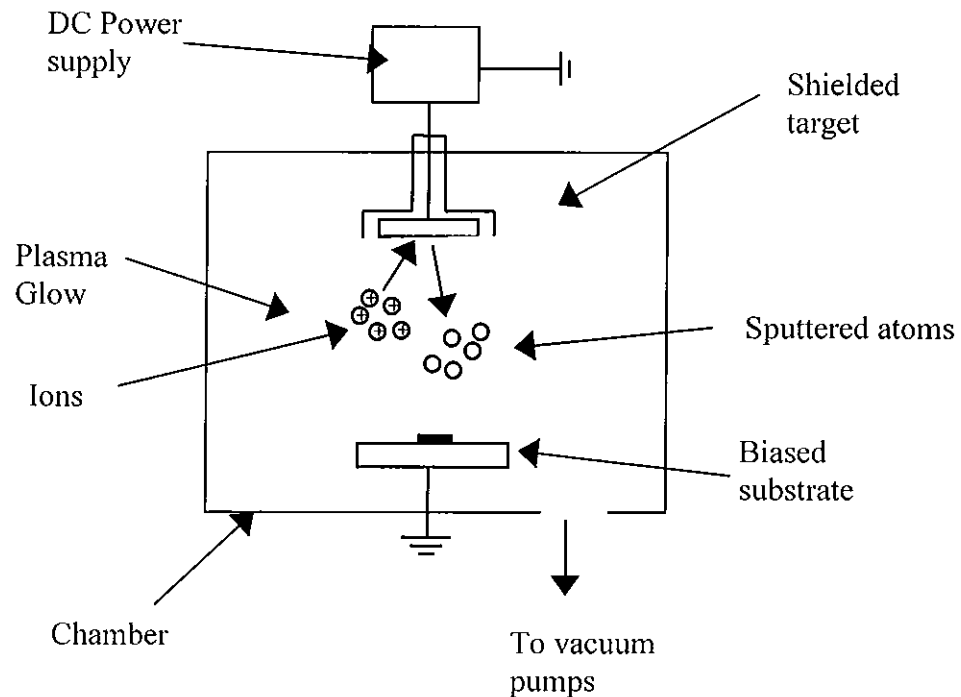 DC Power
supply
Shielded
target
Plasma
Glow
Sputtered atoms
Ions
Biased
substrate
Chamber
To vacuum
pumps